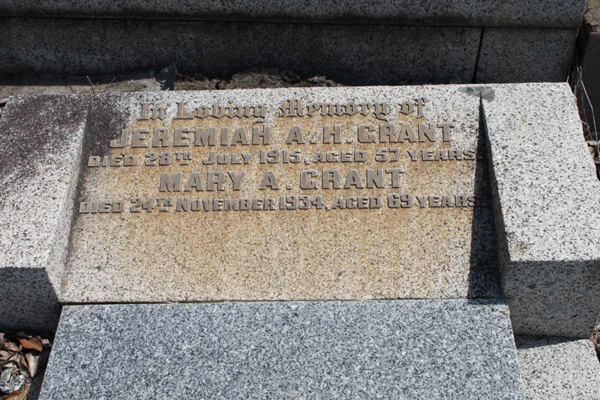 In Loving Memory of
JEREMIAH A. H. GRANT
DIED 28TH JULY 1915, AGED 57 YEARS.
MARY A. GRANT
DIED 24TH NOVEMBER 1934, AGED 69 YEARS.